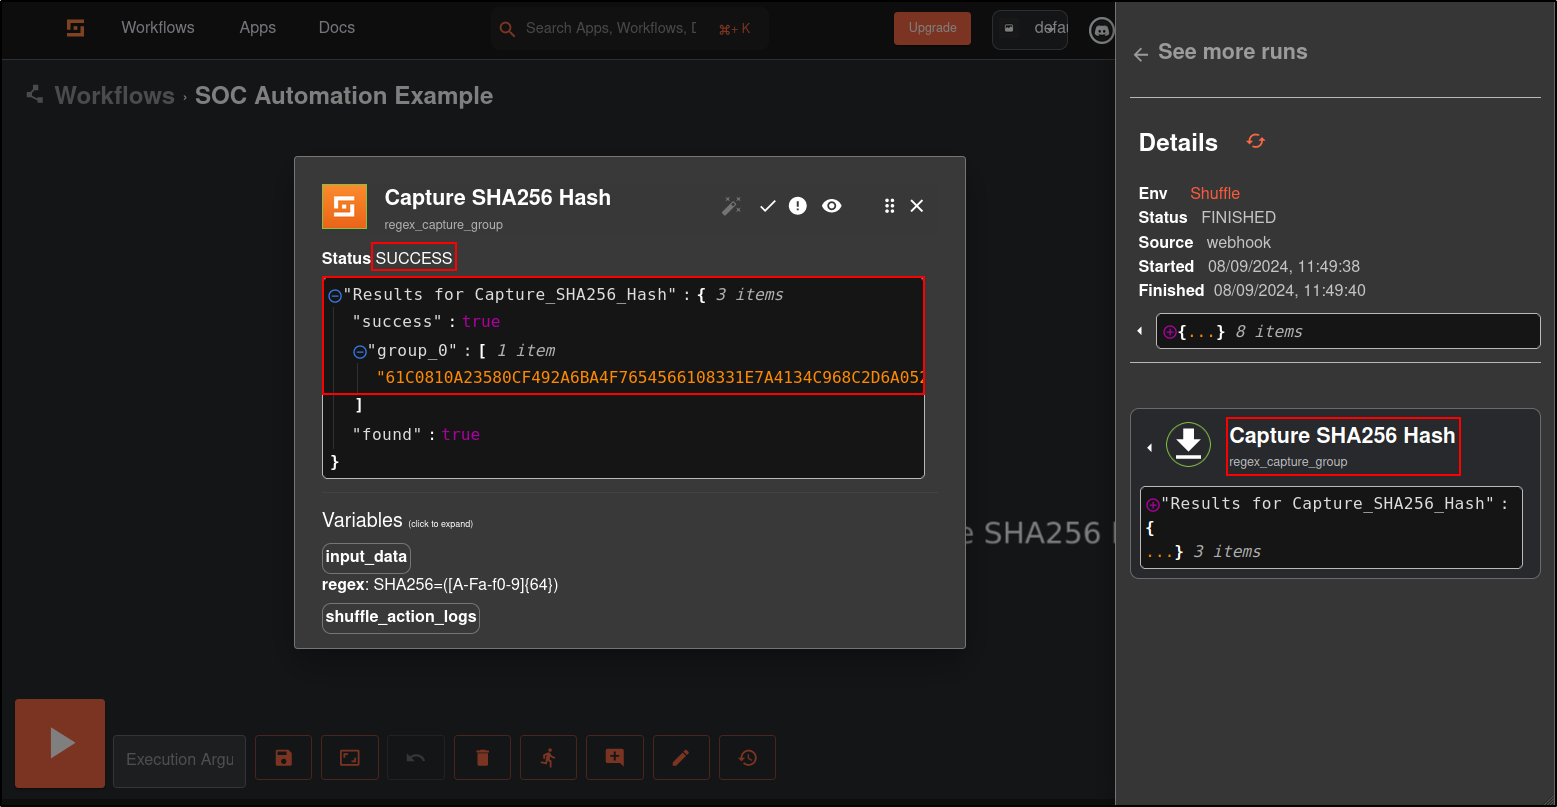 Workflows Apps Docs
Search Apps, Workflows, D
⌘+ K
Upgrade
defau
Workflows › SOC Automation Example
Capture SHA256 Hash
regex_capture_group
Status SUCCESS
"Results for Capture_SHA256_Hash" : { 3 items
"success" : true
"group_0" : [ 1 item
"61C0810A23580CF492A6BA4F7654566108331E7A4134C968C2D6A052
]
"found" : true
}
Variables (click to expand)
input_data
regex: SHA256=([A-Fa-f0-9]{64})
shuffle_action_logs
e SHA256 H
Execution Argu
See more runs
Details
Env Shuffle
Status FINISHED
Source webhook
Started 08/09/2024, 11:49:38
Finished 08/09/2024, 11:49:40
{...} 8 items
Capture SHA256 Hash
regex_capture_group
"Results for Capture_SHA256_Hash" :
{
...} 3 items